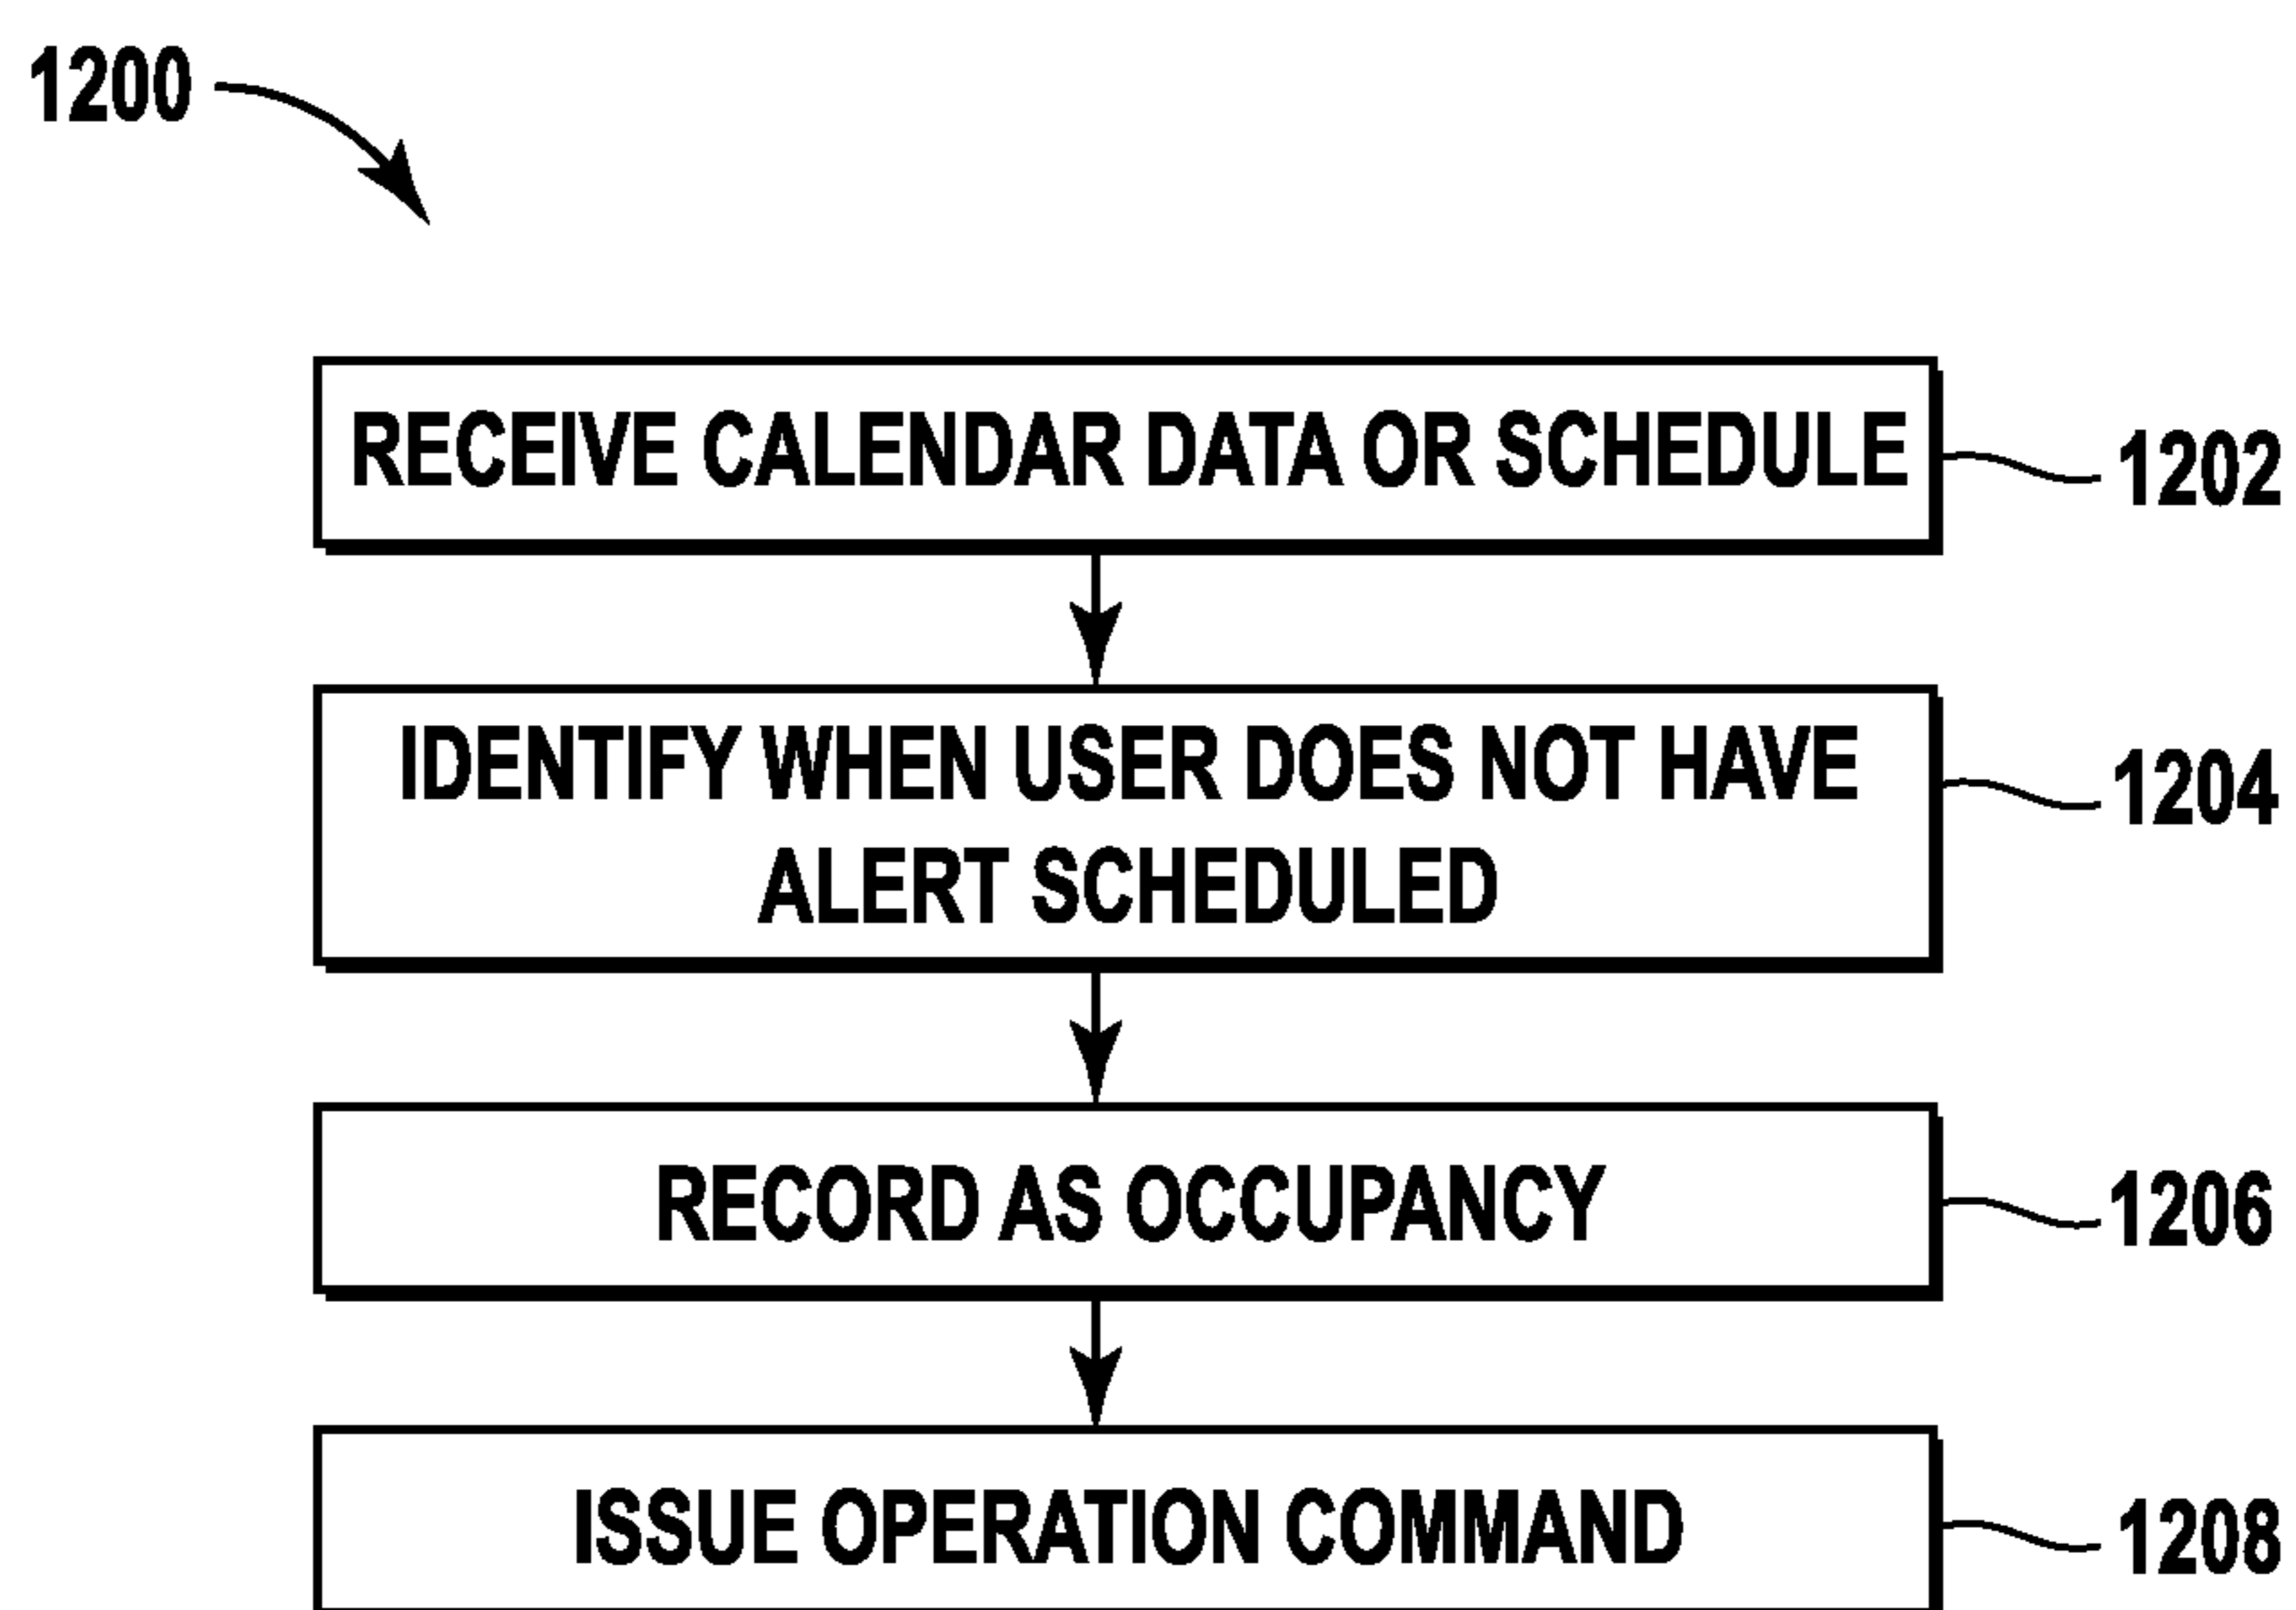 1200
RECEIVE CALENDAR DATA OR SCHEDULE
1202
IDENTIFY WHEN USER DOES NOT HAVE
ALERT SCHEDULED
1204
RECORD AS OCCUPANCY
1206
ISSUE OPERATION COMMAND
1208